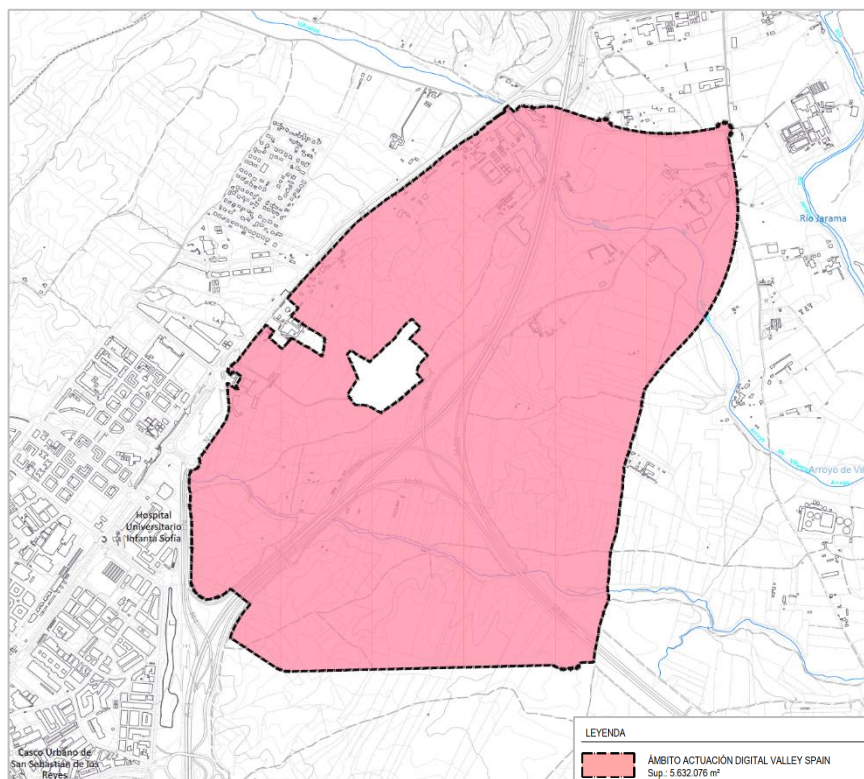 Río Jarama
Arroyo de Vi
Hospital
Universitario
Infanta Sofía
Casco Urbano de
San Sebastián de los
Reyes
LEYENDA
ÁMBITO ACTUACIÓN DIGITAL VALLEY SPAIN
Sup.: 5.632.076 m²